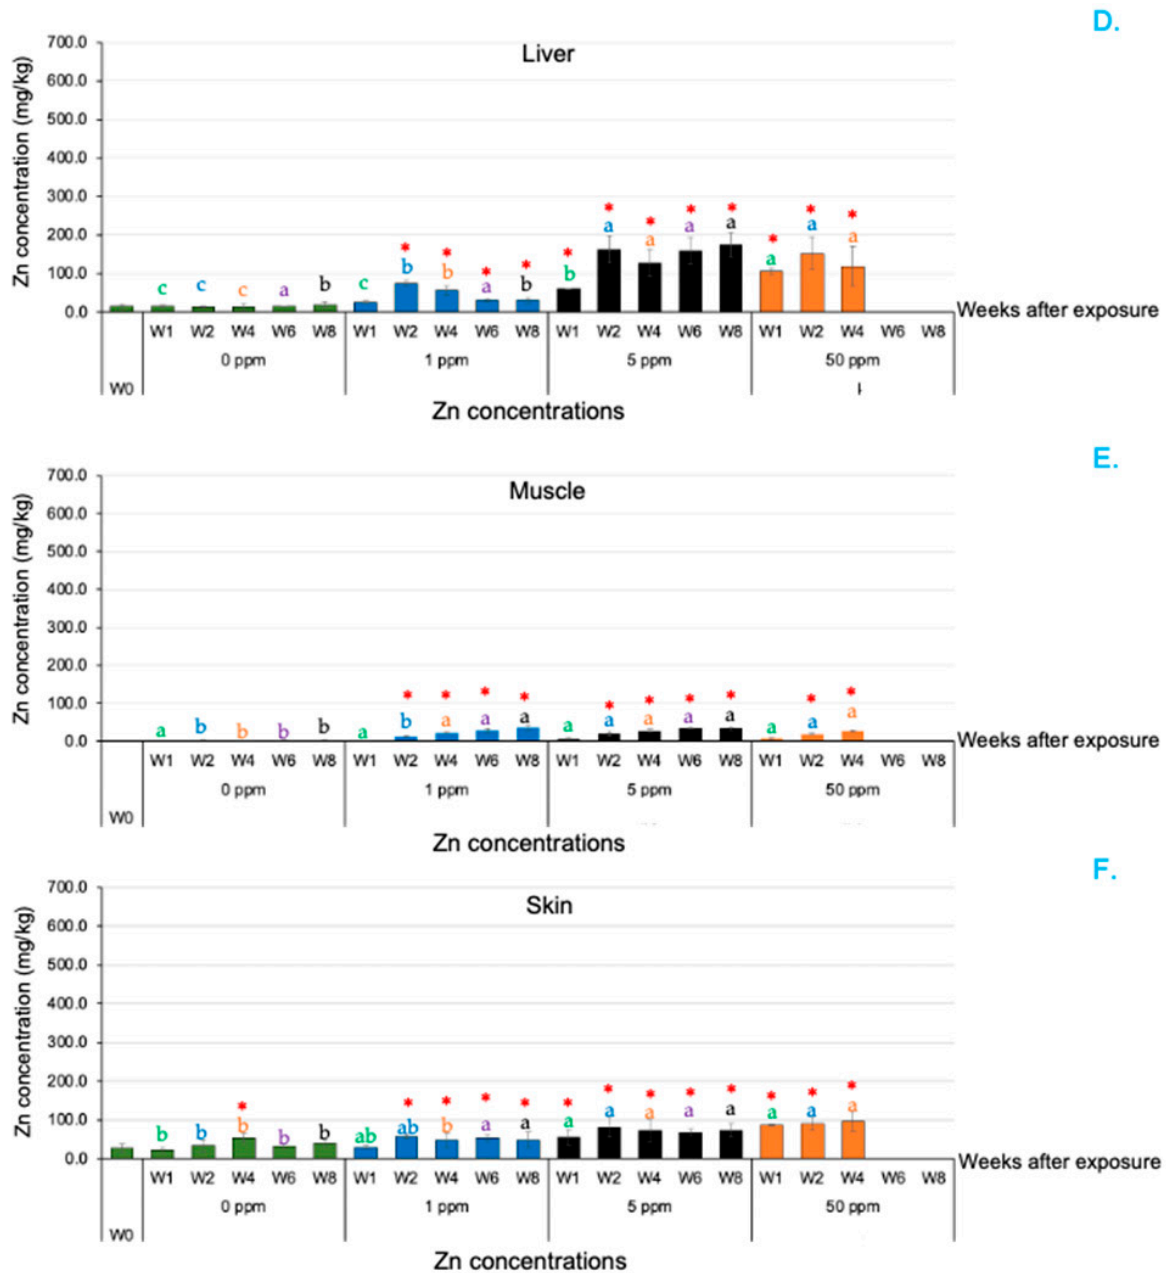 D.
Liver
Zn concentration (mg/kg)
700.0
600.0
500.0
400.0
300.0
200.0
100.0
0.0
* * * * * * * * * * * *
c c c a b c b b a b b a a a a a a a
Weeks after exposure
W1 W2 W4 W6 W8 W1 W2 W4 W6 W8 W1 W2 W4 W6 W8 W1 W2 W4 W6 W8
0 ppm 1 ppm 5 ppm 50 ppm
W0
Zn concentrations
E.
Muscle
Zn concentration (mg/kg)
700.0
600.0
500.0
400.0
300.0
200.0
100.0
0.0
* * * * * * * * * *
a b b b b a b a a a a a a a a a a a
Weeks after exposure
W1 W2 W4 W6 W8 W1 W2 W4 W6 W8 W1 W2 W4 W6 W8 W1 W2 W4 W6 W8
0 ppm 1 ppm 5 ppm 50 ppm
W0
Zn concentrations
F.
Skin
Zn concentration (mg/kg)
700.0
600.0
500.0
400.0
300.0
200.0
100.0
0.0
* * * * * * * * * * * * *
b b b b b ab ab b a a a a a a a a a a
Weeks after exposure
W1 W2 W4 W6 W8 W1 W2 W4 W6 W8 W1 W2 W4 W6 W8 W1 W2 W4 W6 W8
0 ppm 1 ppm 5 ppm 50 ppm
W0
Zn concentrations